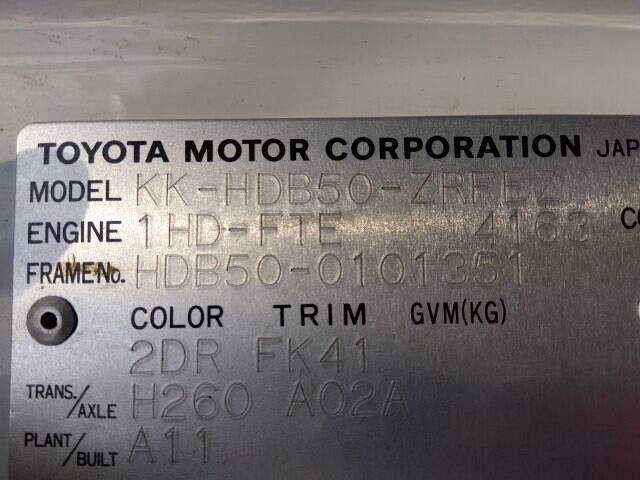 TOYOTA MOTOR CORPORATION JAP
MODEL KK-HDB50-ZRFEZ
ENGINE 1HD-FTE 4163 CC
FRAME No. HDB50-0101351
COLOR TRIM GVM(KG)
2DR FK41
TRANS./AXLE H260 A02A
PLANT/BUILT A11